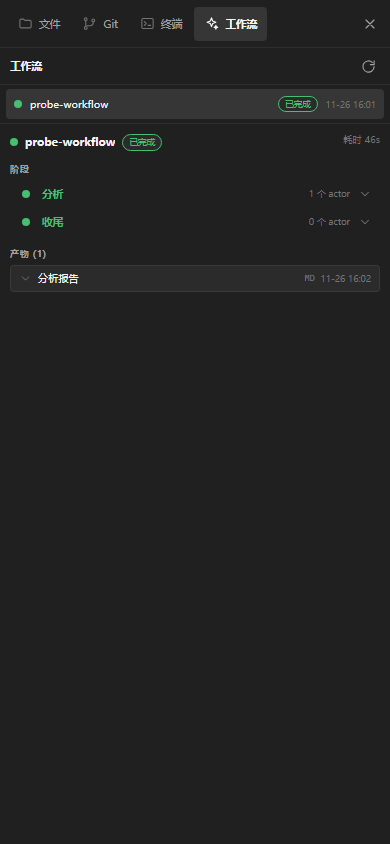 文件 Git 终端 工作流
工作流
probe-workflow 已完成 11-26 16:01
probe-workflow 已完成 耗时 46s
阶段
分析 1 个 actor
收尾 0 个 actor
产物 (1)
分析报告 MD 11-26 16:02